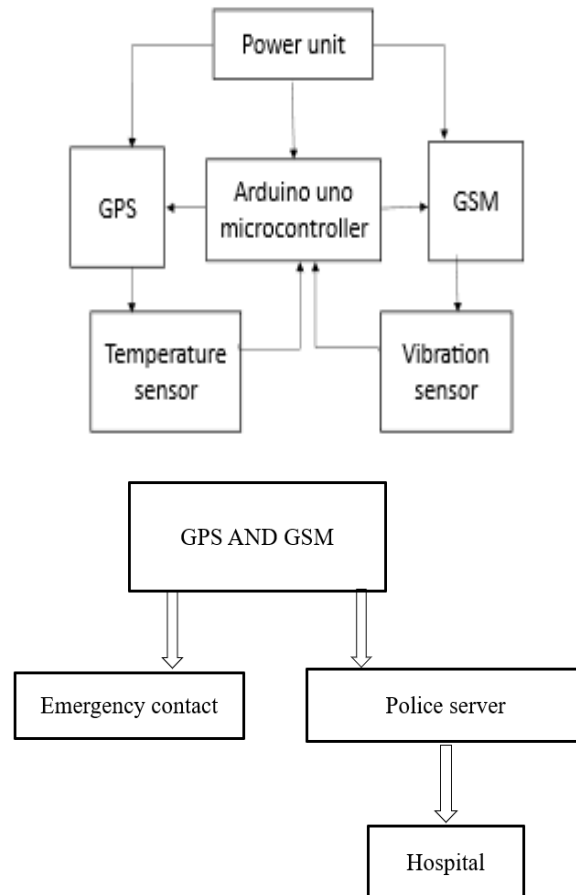 Power unit
GPS
Arduino uno
microcontroller
GSM
Temperature
sensor
Vibration
sensor
GPS AND GSM
Emergency contact
Police server
Hospital